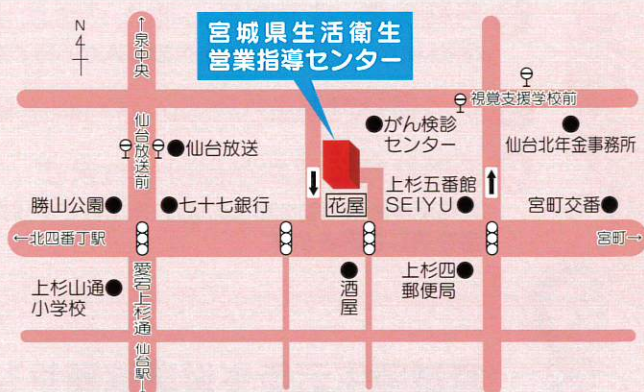 宮城県生活衛生
営業指導センター
N
↑泉中央
視覚支援学校前
仙台放送前
仙台放送
がん検診
センター
仙台北年金事務所
勝山公園
七十七銀行
花屋
上杉五番館
SEIYU
宮町交番
←北四番丁駅
宮町→
上杉山通
小学校
愛宕上杉通
酒屋
上杉四
郵便局
仙台駅↓